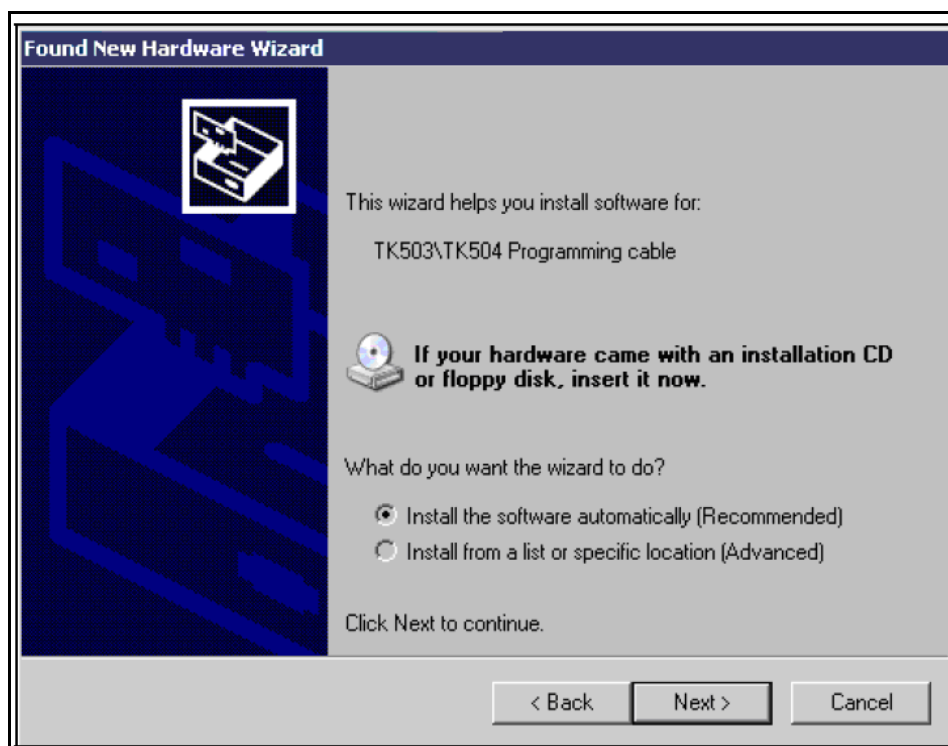 Found New Hardware Wizard
This wizard helps you install software for:
TK503\TK504 Programming cable
If your hardware came with an installation CD
or floppy disk, insert it now.
What do you want the wizard to do?
Install the software automatically (Recommended)
Install from a list or specific location (Advanced)
Click Next to continue.
< Back Next > Cancel